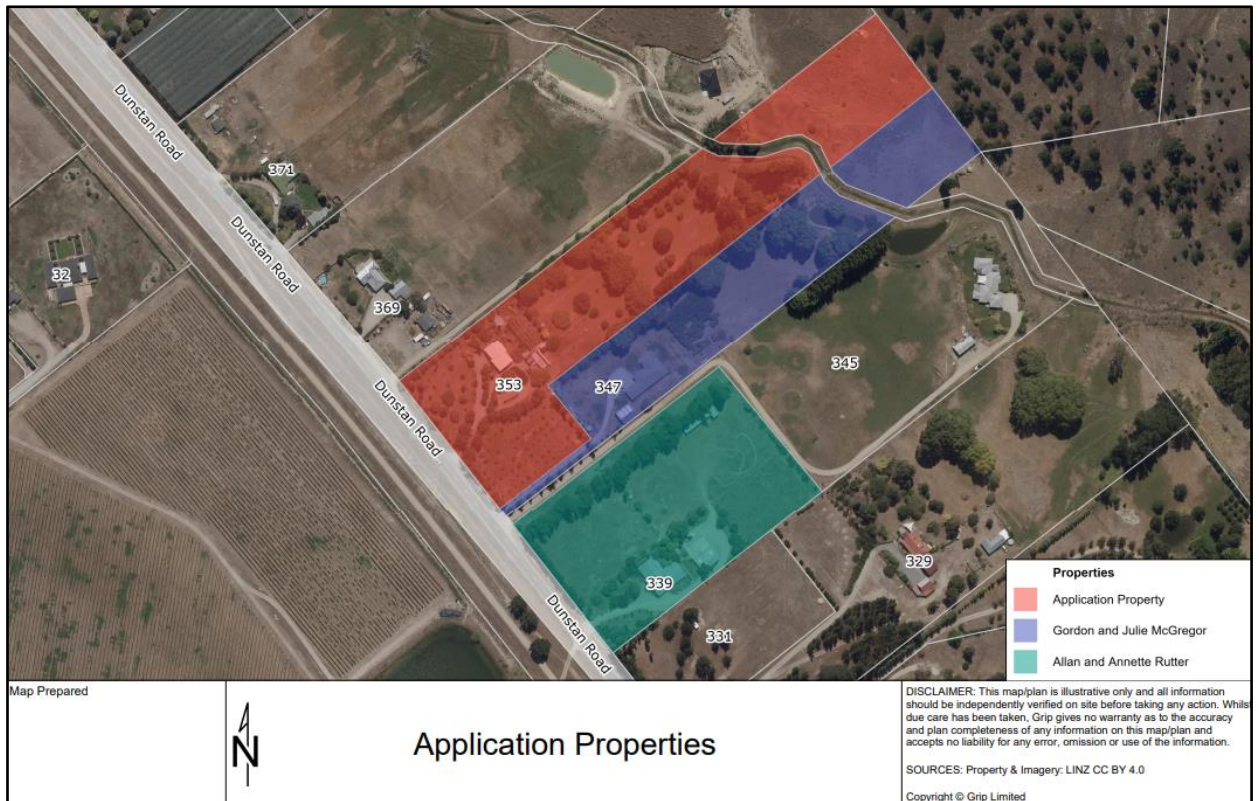 Dunstan Road
371
Dunstan Road
32
369
Dunstan Road
353
347
345
339
329
331
Dunstan Road
Properties
Application Property
Gordon and Julie McGregor
Allan and Annette Rutter
Map Prepared
N
Application Properties
DISCLAIMER: This map/plan is illustrative only and all information
should be independently verified on site before taking any action. Whilst
due care has been taken, Grip gives no warranty as to the accuracy
and plan completeness of any information on this map/plan and
accepts no liability for any error, omission or use of the information.
SOURCES: Property & Imagery: LINZ CC BY 4.0
Copyright © Grip Limited